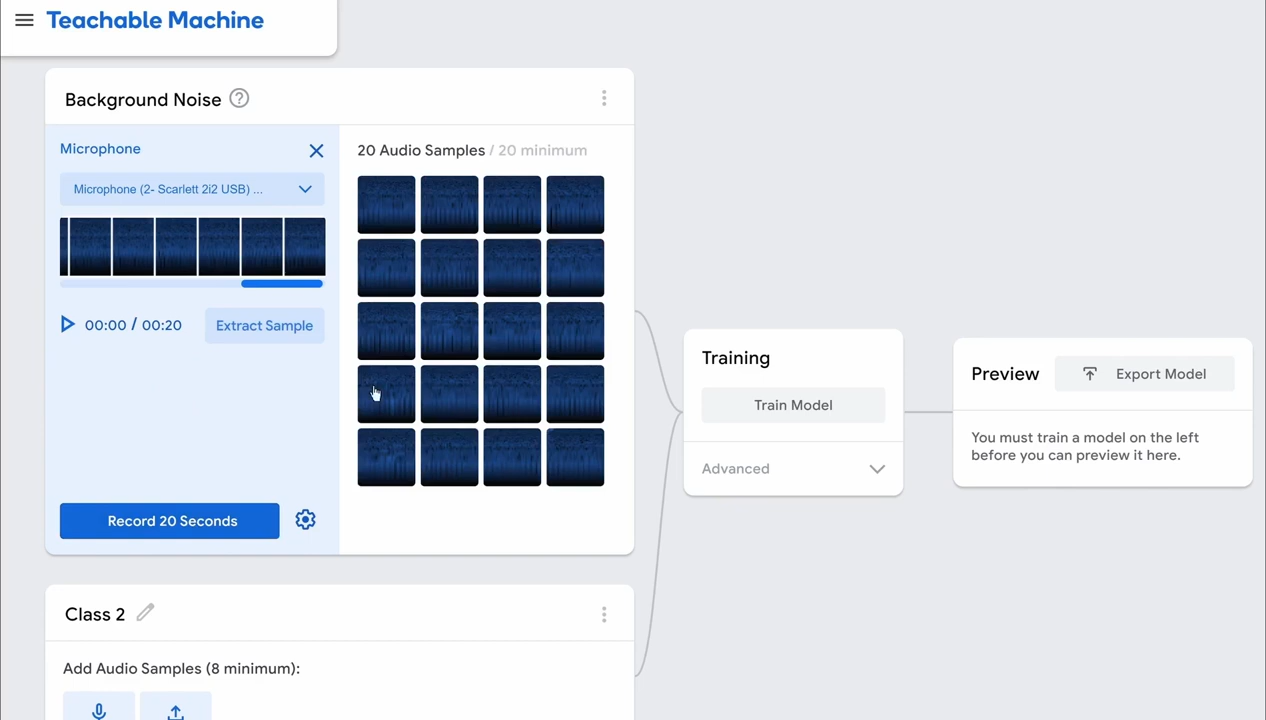 Teachable Machine
Background Noise ?
Microphone
Microphone (2- Scarlett 2i2 USB) ...
00:00 / 00:20
Extract Sample
Record 20 Seconds
20 Audio Samples / 20 minimum
Class 2
Add Audio Samples (8 minimum):
Training
Train Model
Advanced
Preview
Export Model
You must train a model on the left
before you can preview it here.